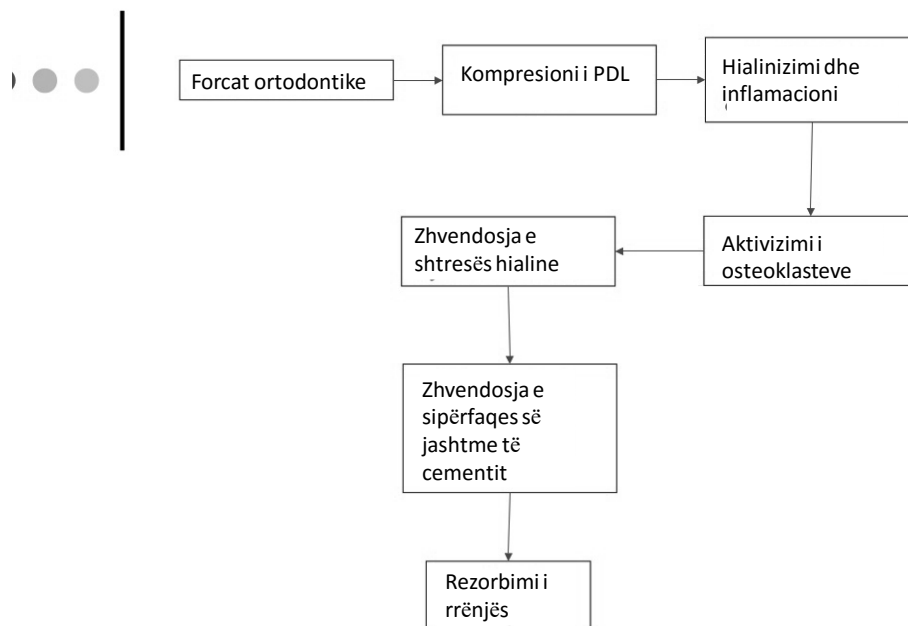 Forcat ortodontike
Kompresioni i PDL
Hializimi dhe
inflamacioni
Aktivizimi i
osteoklasteve
Zhvendosja e
shtresës hialine
Zhvendosja e
sipërfaqes së
jashtme të
cementit
Rezorbimi i
rrënjës